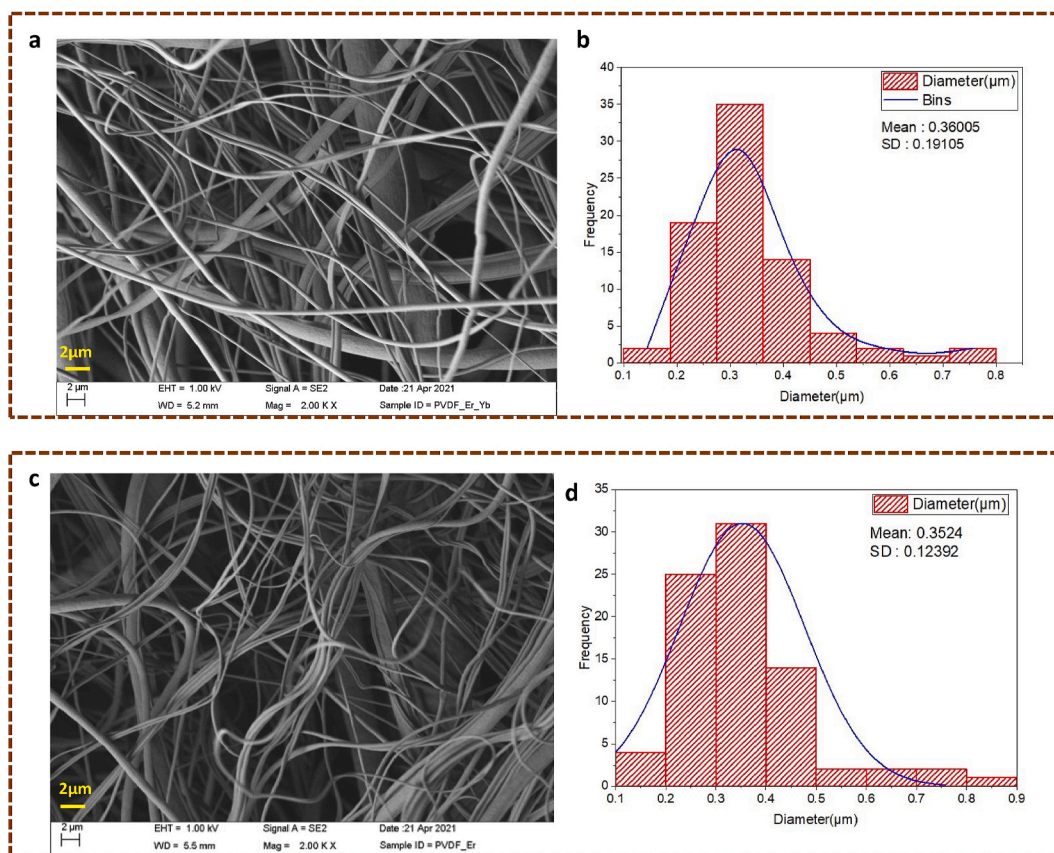 a
2µm
2 µm
EHT = 1.00 kV Signal A = SE2 Date :21 Apr 2021
WD = 5.2 mm Mag = 2.00 K X Sample ID = PVDF_Er_Yb
b
40
35
30
25
20
15
10
5
0
Frequency
0.1 0.2 0.3 0.4 0.5 0.6 0.7 0.8
Diameter(µm)
Diameter(µm)
Bins
Mean : 0.36005
SD : 0.19105
c
2µm
2 µm
EHT = 1.00 kV Signal A = SE2 Date :21 Apr 2021
WD = 5.5 mm Mag = 2.00 K X Sample ID = PVDF_Er
d
35
30
25
20
15
10
5
0
Frequency
0.1 0.2 0.3 0.4 0.5 0.6 0.7 0.8 0.9
Diameter(µm)
Diameter(µm)
Mean: 0.3524
SD : 0.12392